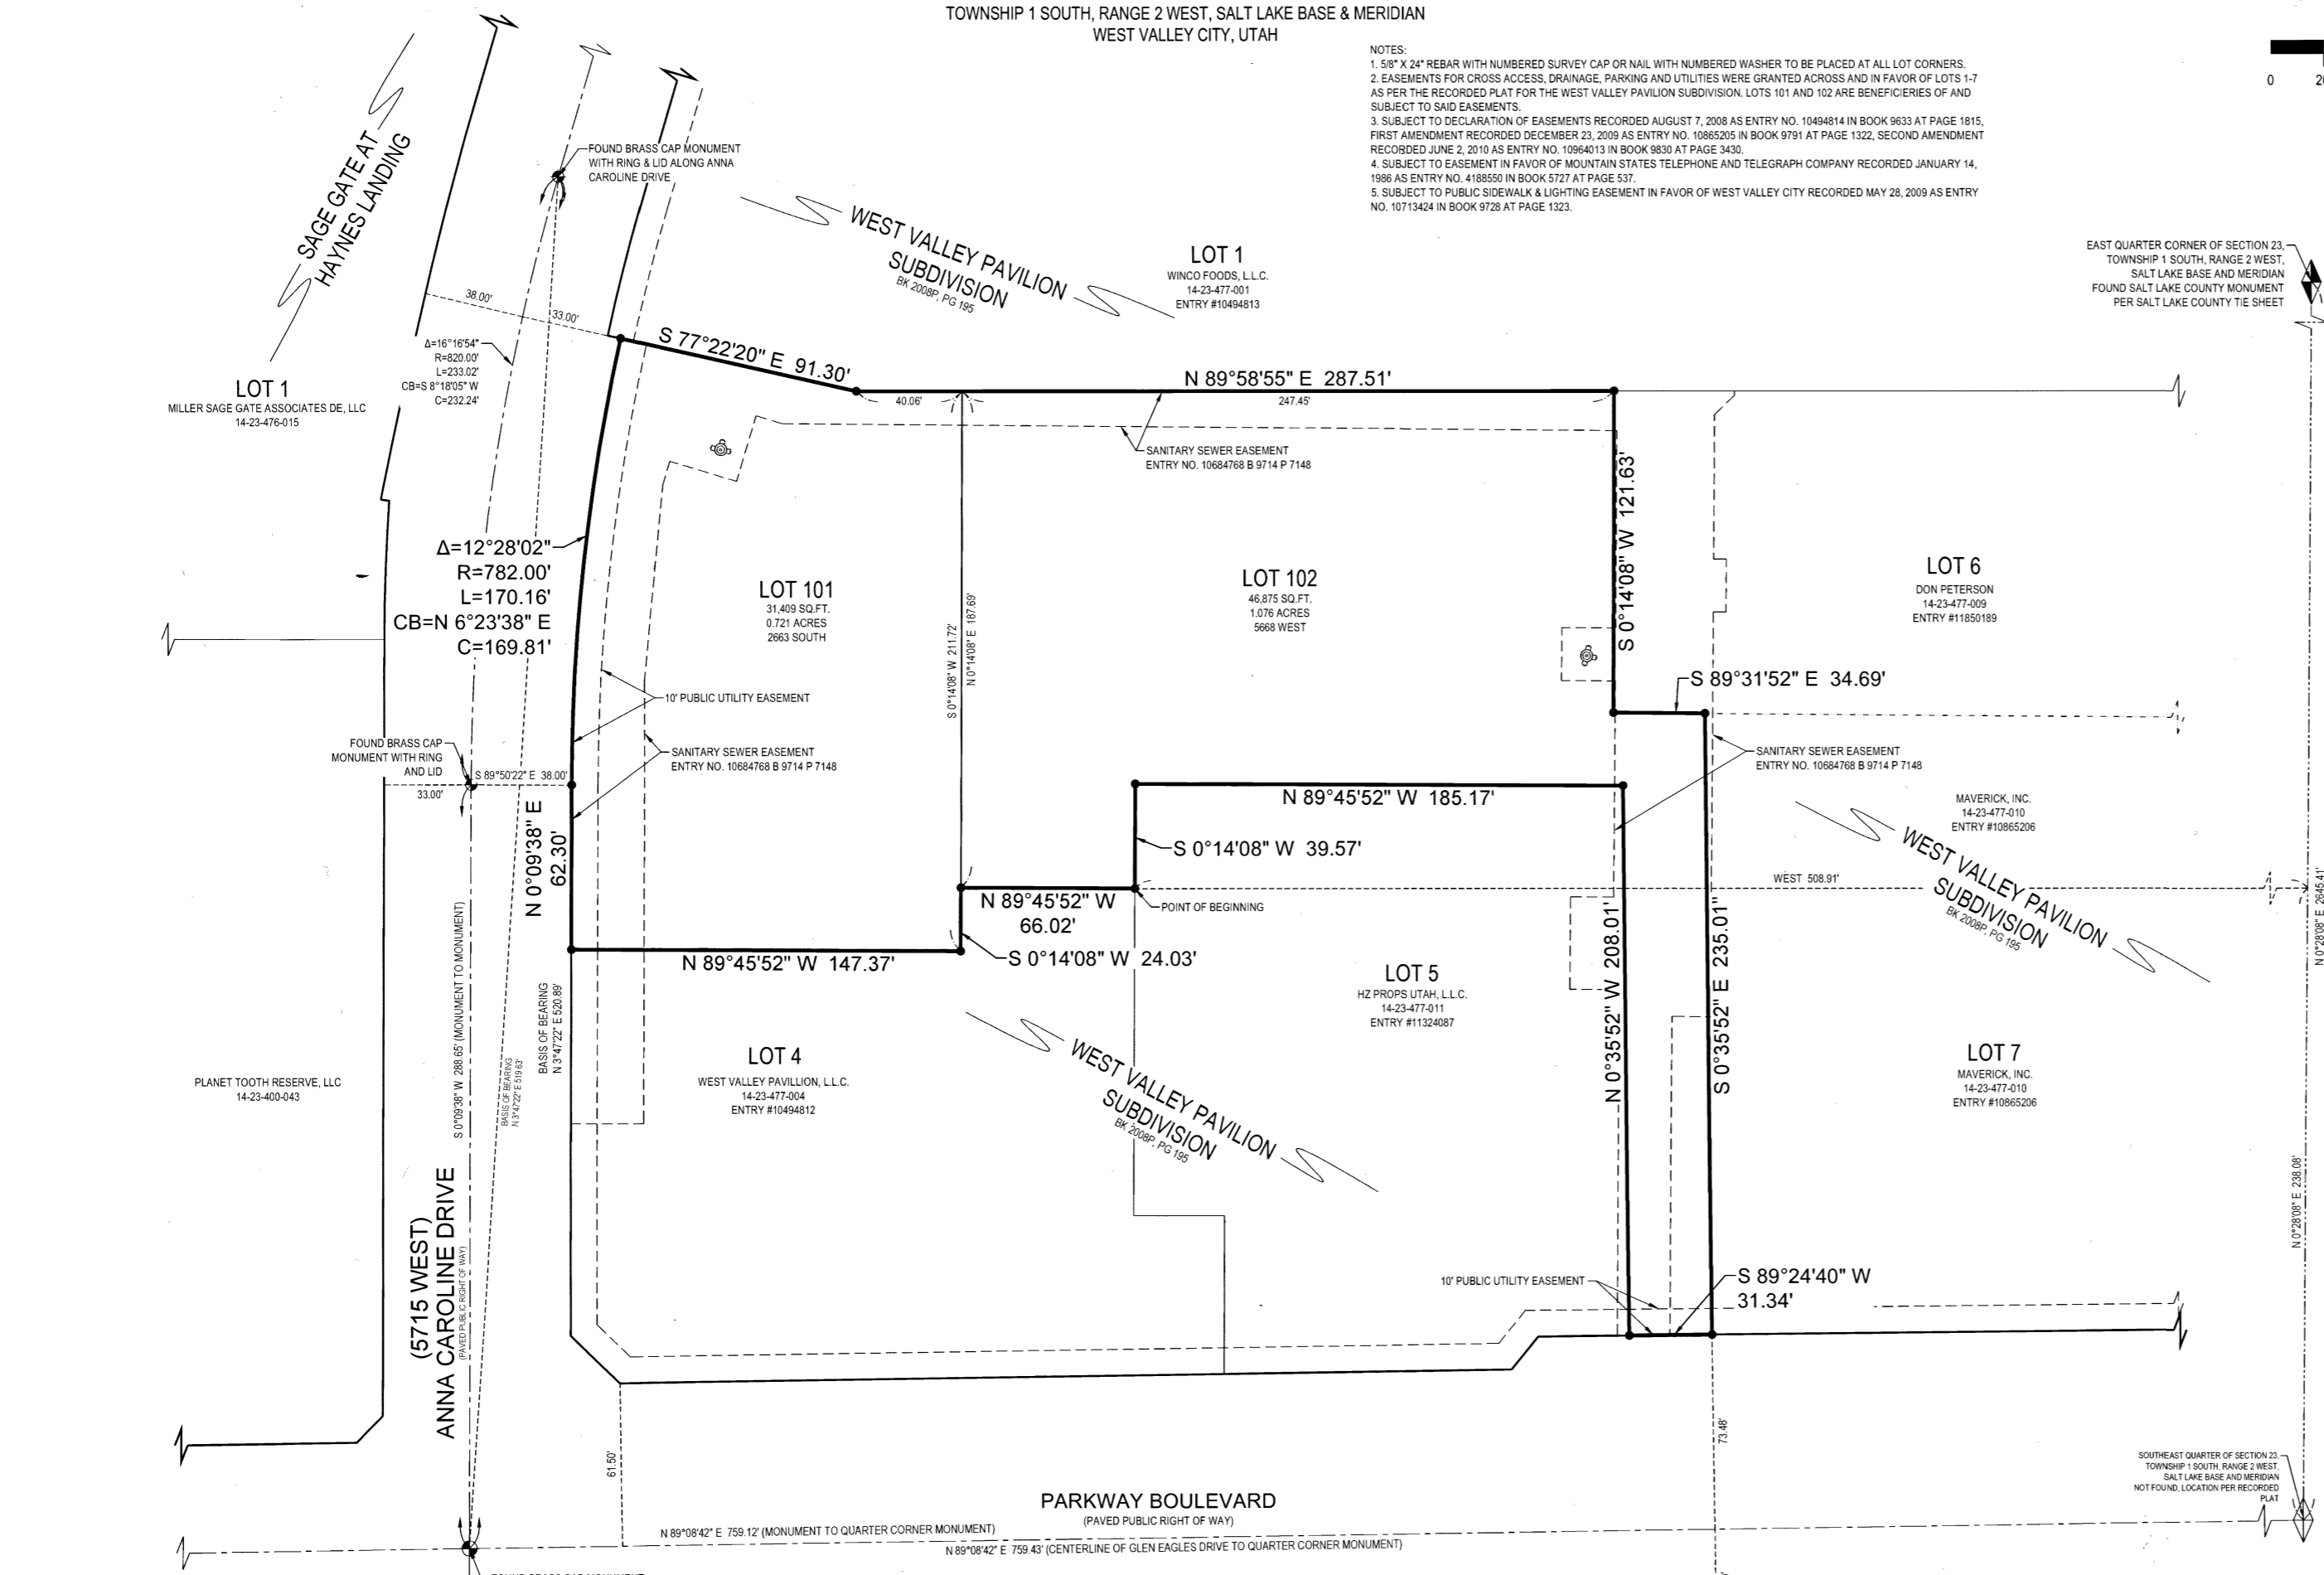 TOWNSHIP 1 SOUTH, RANGE 2 WEST, SALT LAKE BASE & MERIDIAN
WEST VALLEY CITY, UTAH
NOTES:
1. 5/8" X 24" REBAR WITH NUMBERED SURVEY CAP OR NAIL WITH NUMBERED WASHER TO BE PLACED AT ALL LOT CORNERS.
2. EASEMENTS FOR CROSS ACCESS, DRAINAGE, PARKING AND UTILITIES WERE GRANTED ACROSS AND IN FAVOR OF LOTS 1-7
AS PER THE RECORDED PLAT FOR THE WEST VALLEY PAVILION SUBDIVISION. LOTS 101 AND 102 ARE BENEFICIERIES OF AND
SUBJECT TO SAID EASEMENTS.
3. SUBJECT TO DECLARATION OF EASEMENTS RECORDED AUGUST 7, 2008 AS ENTRY NO. 10494814 IN BOOK 9633 AT PAGE 1815,
FIRST AMENDMENT RECORDED DECEMBER 23, 2009 AS ENTRY NO. 10865205 IN BOOK 9791 AT PAGE 1322, SECOND AMENDMENT
RECORDED JUNE 2, 2010 AS ENTRY NO. 10964013 IN BOOK 9830 AT PAGE 3430.
4. SUBJECT TO EASEMENT IN FAVOR OF MOUNTAIN STATES TELEPHONE AND TELEGRAPH COMPANY RECORDED JANUARY 14,
1986 AS ENTRY NO. 4188550 IN BOOK 5727 AT PAGE 537.
5. SUBJECT TO PUBLIC SIDEWALK & LIGHTING EASEMENT IN FAVOR OF WEST VALLEY CITY RECORDED MAY 28, 2009 AS ENTRY
NO. 10713424 IN BOOK 9728 AT PAGE 1323.
0
SAGE GATE AT
HAYNES LANDING
FOUND BRASS CAP MONUMENT
WITH RING & LID ALONG ANNA
CAROLINE DRIVE
WEST VALLEY PAVILION
SUBDIVISION
BK 2008P, PG 195
LOT 1
WINCO FOODS, L.L.C.
14-23-477-001
ENTRY #10494813
EAST QUARTER CORNER OF SECTION 23,
TOWNSHIP 1 SOUTH, RANGE 2 WEST,
SALT LAKE BASE AND MERIDIAN
FOUND SALT LAKE COUNTY MONUMENT
PER SALT LAKE COUNTY TIE SHEET
38.00'
33.00'
Δ=16°16'54"
R=820.00'
L=233.02'
CB=S 8°18'05" W
C=232.24'
S 77°22'20" E 91.30'
N 89°58'55" E 287.51'
40.06'
247.45'
LOT 1
MILLER SAGE GATE ASSOCIATES DE, LLC
14-23-476-015
SANITARY SEWER EASEMENT
ENTRY NO. 10684768 B 9714 P 7148
S 0°14'08" W 121.63'
Δ=12°28'02"
R=782.00'
L=170.16'
CB=N 6°23'38" E
C=169.81'
LOT 101
31,409 SQ.FT.
0.721 ACRES
2663 SOUTH
S 0°14'08" W 211.72'
N 0°14'08" E 187.69'
LOT 102
46,875 SQ.FT.
1.076 ACRES
5668 WEST
LOT 6
DON PETERSON
14-23-477-009
ENTRY #11850189
S 89°31'52" E 34.69'
10' PUBLIC UTILITY EASEMENT
FOUND BRASS CAP
MONUMENT WITH RING
AND LID
S 89°50'22" E 38.00'
33.00'
SANITARY SEWER EASEMENT
ENTRY NO. 10684768 B 9714 P 7148
SANITARY SEWER EASEMENT
ENTRY NO. 10684768 B 9714 P 7148
N 0°09'38" E
62.30'
N 89°45'52" W 185.17'
S 0°14'08" W 39.57'
MAVERICK, INC.
14-23-477-010
ENTRY #10865206
WEST VALLEY PAVILION
SUBDIVISION
BK 2008P, PG 195
WEST 508.91'
N 0°28'08" E 2645.41'
N 89°45'52" W
66.02'
POINT OF BEGINNING
N 89°45'52" W 147.37'
S 0°14'08" W 24.03'
N 0°35'52" W 208.01'
S 0°35'52" E 235.01'
LOT 5
HZ PROPS UTAH, L.L.C.
14-23-477-011
ENTRY #11324087
S 0°09'38" W 288.65' (MONUMENT TO MONUMENT)
BASIS OF BEARING
N 3°47'22" E 519.63'
BASIS OF BEARING
N 3°47'22" E 520.89'
LOT 4
WEST VALLEY PAVILLION, L.L.C.
14-23-477-004
ENTRY #10494812
WEST VALLEY PAVILION
SUBDIVISION
BK 2008P, PG 195
LOT 7
MAVERICK, INC.
14-23-477-010
ENTRY #10865206
PLANET TOOTH RESERVE, LLC
14-23-400-043
(5715 WEST)
ANNA CAROLINE DRIVE
(PAVED PUBLIC RIGHT OF WAY)
N 0°28'08" E 238.08'
10' PUBLIC UTILITY EASEMENT
S 89°24'40" W
31.34'
61.50'
73.48'
SOUTHEAST QUARTER OF SECTION 23,
TOWNSHIP 1 SOUTH, RANGE 2 WEST,
SALT LAKE BASE AND MERIDIAN
NOT FOUND, LOCATION PER RECORDED
PLAT
PARKWAY BOULEVARD
(PAVED PUBLIC RIGHT OF WAY)
N 89°08'42" E 759.12' (MONUMENT TO QUARTER CORNER MONUMENT)
N 89°08'42" E 759.43' (CENTERLINE OF GLEN EAGLES DRIVE TO QUARTER CORNER MONUMENT)